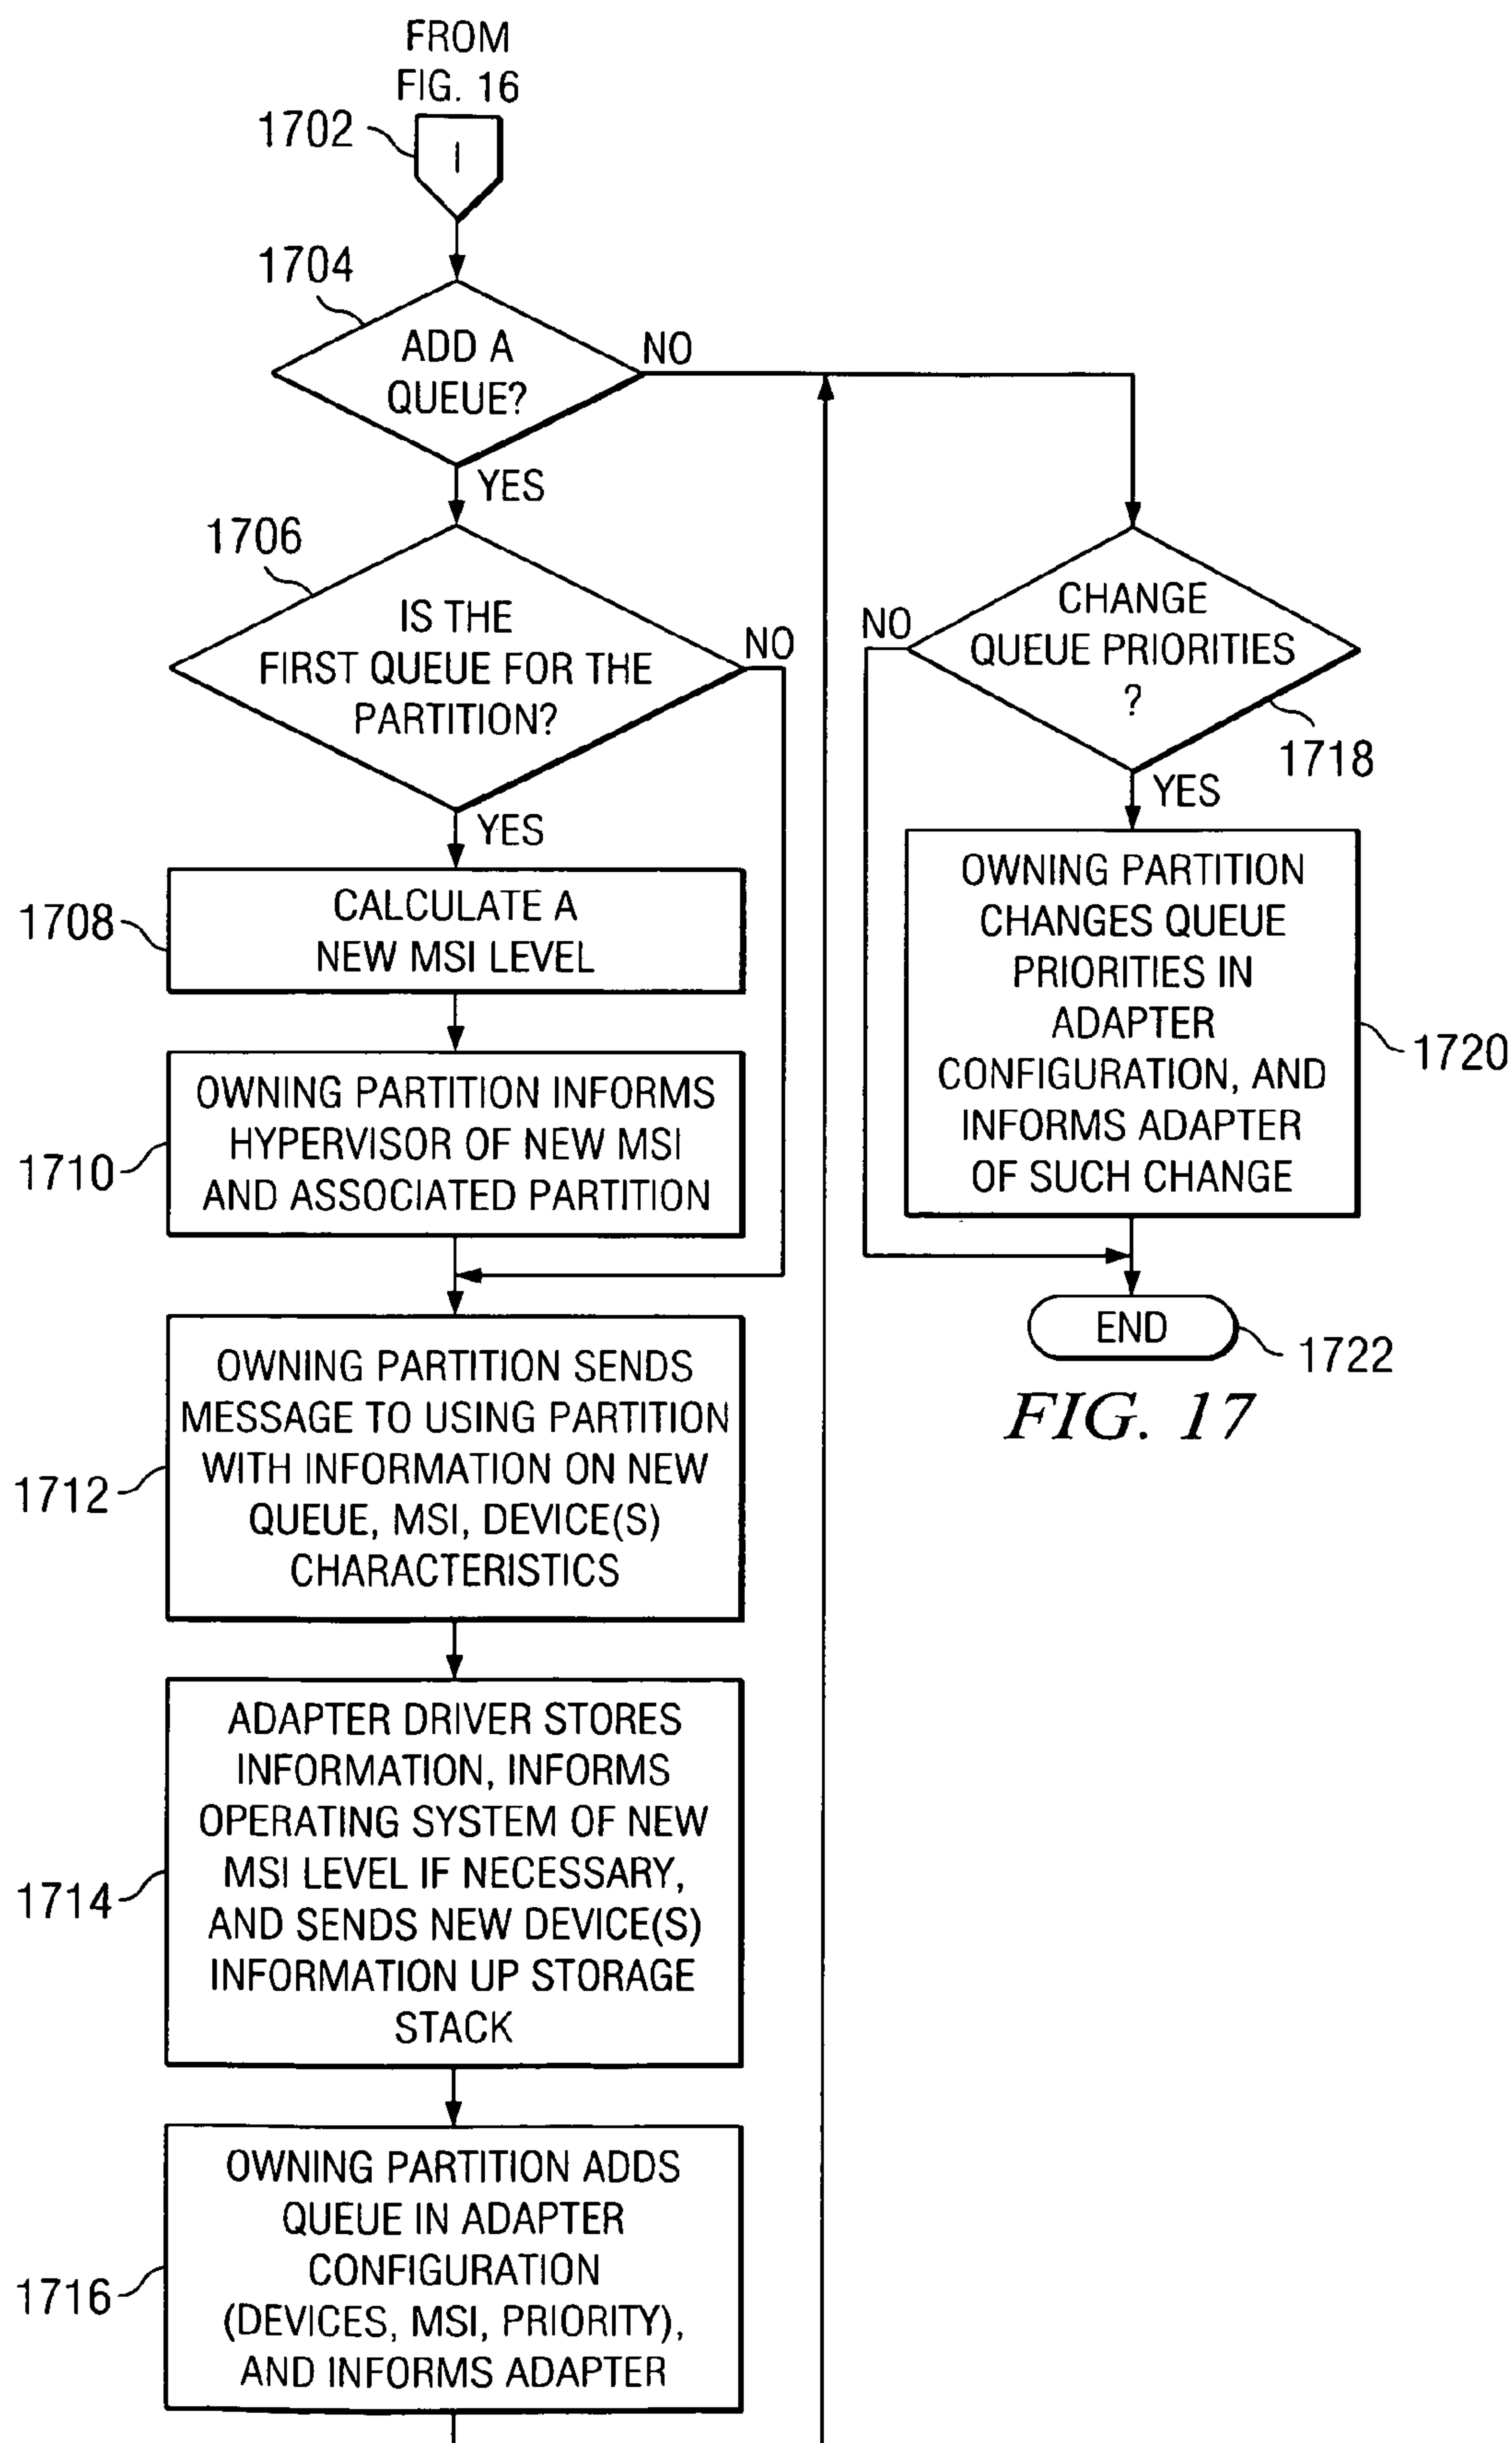 FROM
FIG. 16
1702
I
1704
ADD A
QUEUE?
NO
YES
1706
IS THE
FIRST QUEUE FOR THE
PARTITION?
NO
YES
1708
CALCULATE A
NEW MSI LEVEL
1710
OWNING PARTITION INFORMS
HYPERVISOR OF NEW MSI
AND ASSOCIATED PARTITION
1712
OWNING PARTITION SENDS
MESSAGE TO USING PARTITION
WITH INFORMATION ON NEW
QUEUE, MSI, DEVICE(S)
CHARACTERISTICS
1714
ADAPTER DRIVER STORES
INFORMATION, INFORMS
OPERATING SYSTEM OF NEW
MSI LEVEL IF NECESSARY,
AND SENDS NEW DEVICE(S)
INFORMATION UP STORAGE
STACK
1716
OWNING PARTITION ADDS
QUEUE IN ADAPTER
CONFIGURATION
(DEVICES, MSI, PRIORITY),
AND INFORMS ADAPTER
CHANGE
QUEUE PRIORITIES
?
NO
1718
YES
OWNING PARTITION
CHANGES QUEUE
PRIORITIES IN
ADAPTER
CONFIGURATION, AND
INFORMS ADAPTER
OF SUCH CHANGE
1720
END
1722
FIG. 17